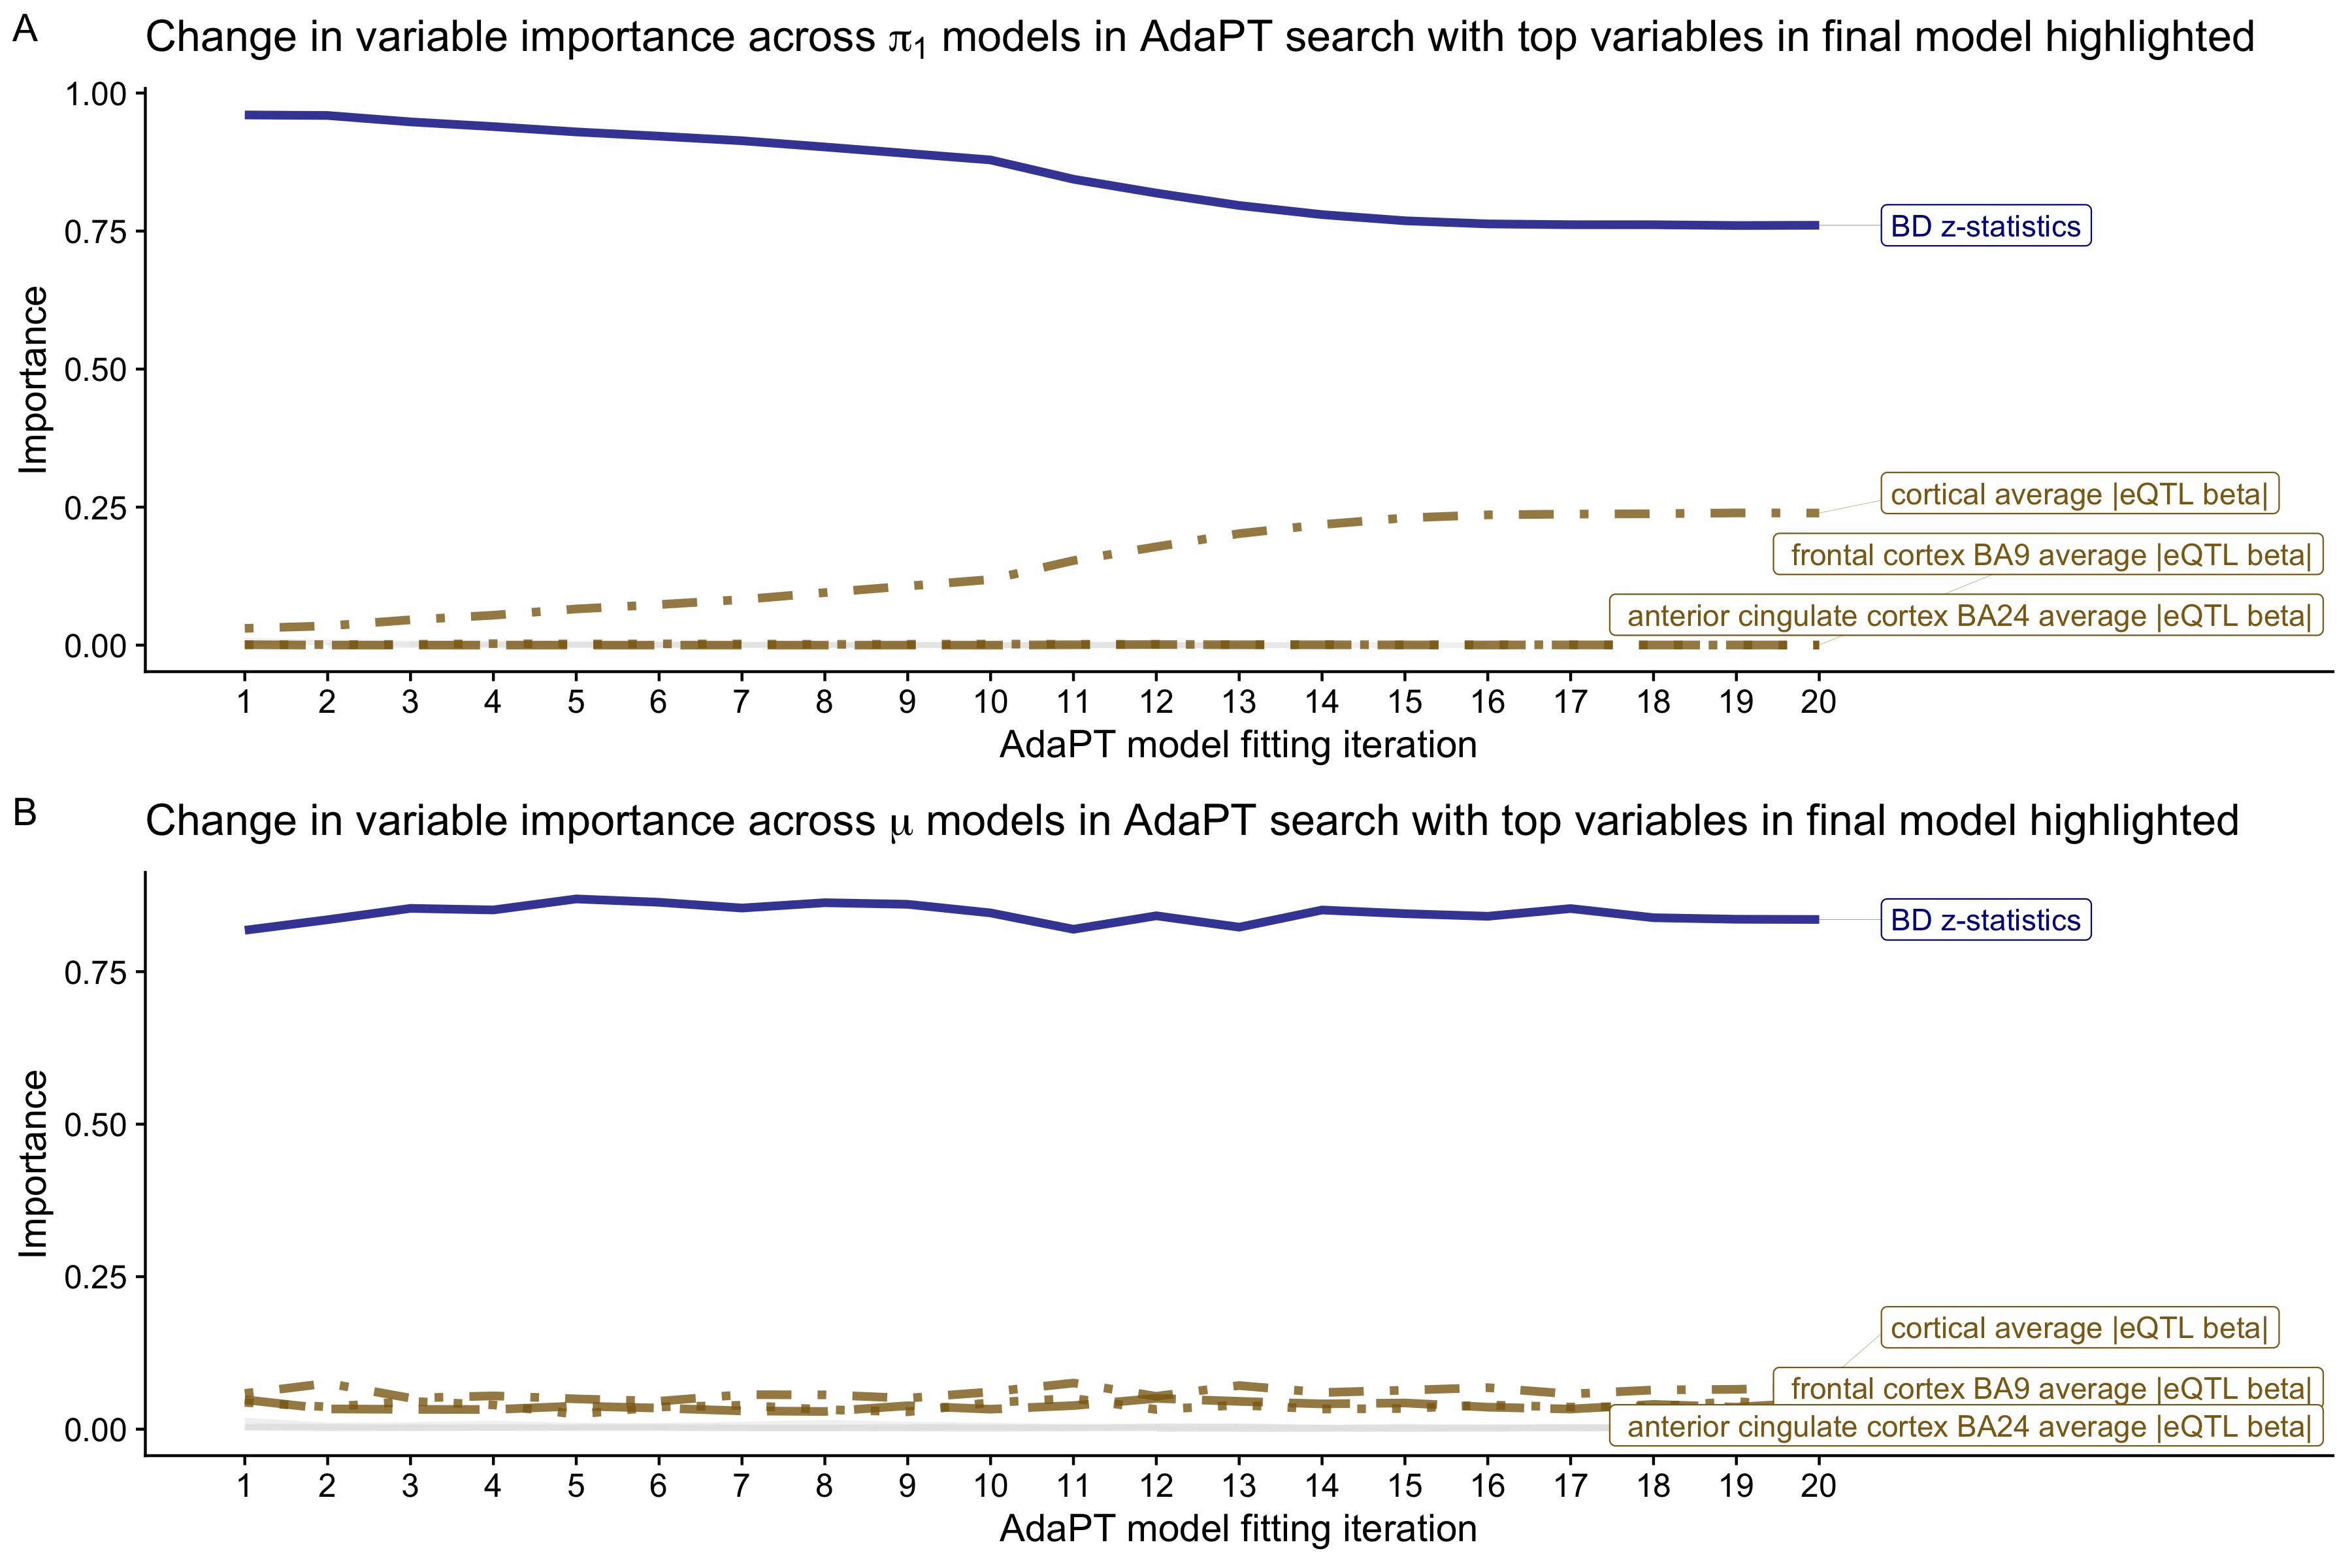 A
Change in variable importance across π1 models in AdaPT search with top variables in final model highlighted
1.00
0.75
0.50
0.25
0.00
Importance
BD z-statistics
cortical average |eQTL beta|
frontal cortex BA9 average |eQTL beta|
anterior cingulate cortex BA24 average |eQTL beta|
1 2 3 4 5 6 7 8 9 10 11 12 13 14 15 16 17 18 19 20
AdaPT model fitting iteration
B
Change in variable importance across μ models in AdaPT search with top variables in final model highlighted
0.75
0.50
0.25
0.00
Importance
BD z-statistics
cortical average |eQTL beta|
frontal cortex BA9 average |eQTL beta|
anterior cingulate cortex BA24 average |eQTL beta|
1 2 3 4 5 6 7 8 9 10 11 12 13 14 15 16 17 18 19 20
AdaPT model fitting iteration